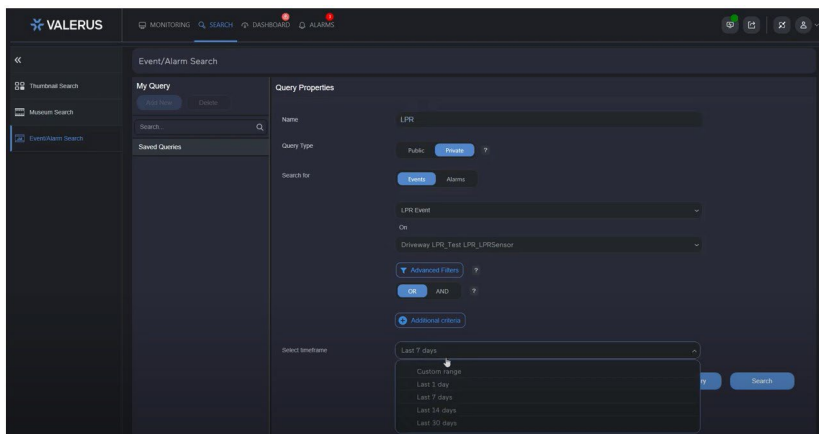 VALERUS
MONITORING SEARCH DASHBOARD ALARMS
Event/Alarm Search
Thumbnail Search
Museum Search
Event/Alarm Search
My Query
Add New Delete
Search...
Saved Queries
Query Properties
Name LPR
Query Type Public Private ?
Search for Events Alarms
LPR Event
On
Driveway LPR_Test LPR_LPRSensor
Advanced Filters ?
OR AND ?
Additional criteria
Select timeframe Last 7 days
Custom range
Last 1 day
Last 7 days
Last 14 days
Last 30 days
Search